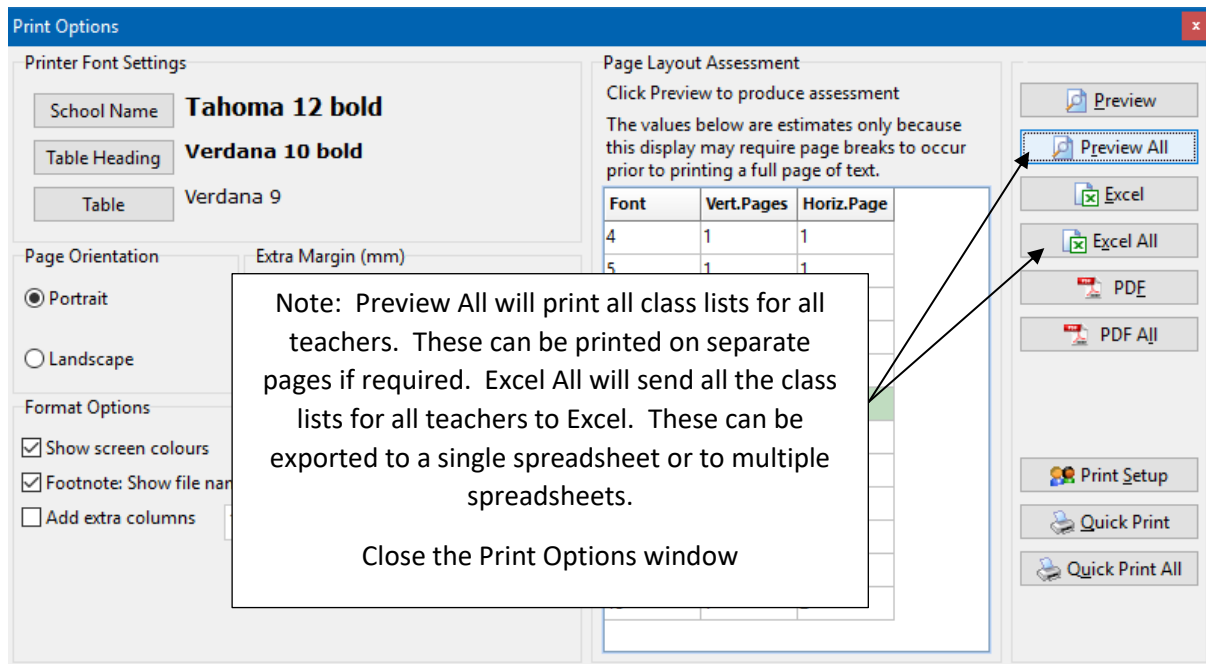 Print Options
x
Printer Font Settings
School Name
Tahoma 12 bold
Table Heading
Verdana 10 bold
Table
Verdana 9
Page Orientation
Portrait
Landscape
Extra Margin (mm)
Format Options
Show screen colours
Footnote: Show file
Add extra columns
Page Layout Assessment
Click Preview to produce assessment
The values below are estimates only because
this display may require page breaks to occur
prior to printing a full page of text.
Font Vert.Pages Horiz.Page
4 1 1
5 1 1
Note: Preview All will print all class lists for all
teachers. These can be printed on separate
pages if required. Excel All will send all the class
lists for all teachers to Excel. These can be
exported to a single spreadsheet or to multiple
spreadsheets.
Close the Print Options window
Preview
Preview All
Excel
Excel All
PDF
PDF All
Print Setup
Quick Print
Quick Print All